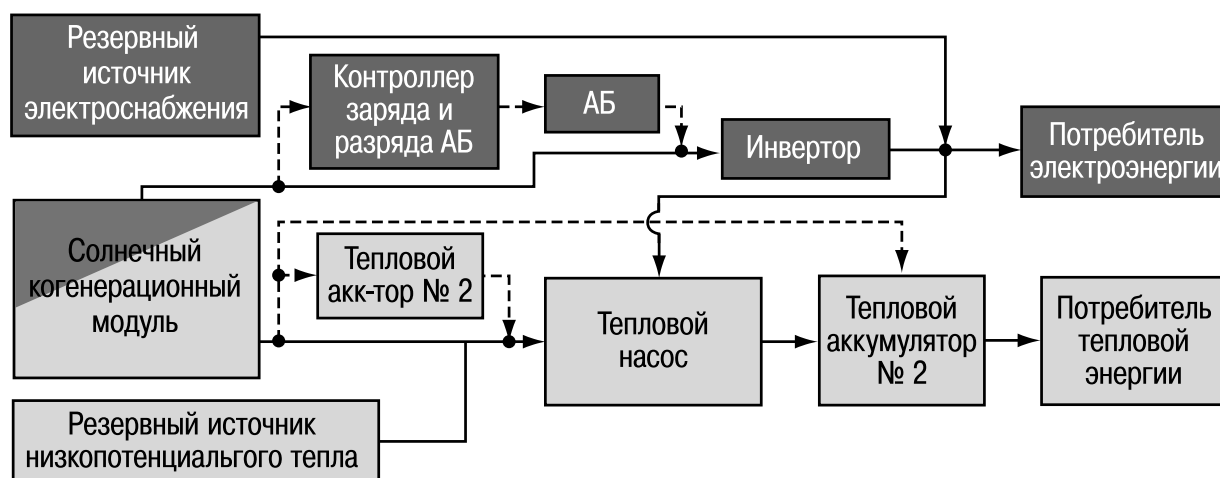 Резервный
источник
электроснабжения
Контроллер
заряда и
разряда АБ
АБ
Инвертор
Потребитель
электроэнергии
Солнечный
когенерационный
модуль
Тепловой
акк-тор № 2
Тепловой
насос
Тепловой
аккумулятор
№ 2
Потребитель
тепловой
энергии
Резервный источник
низкопотенциальгого тепла